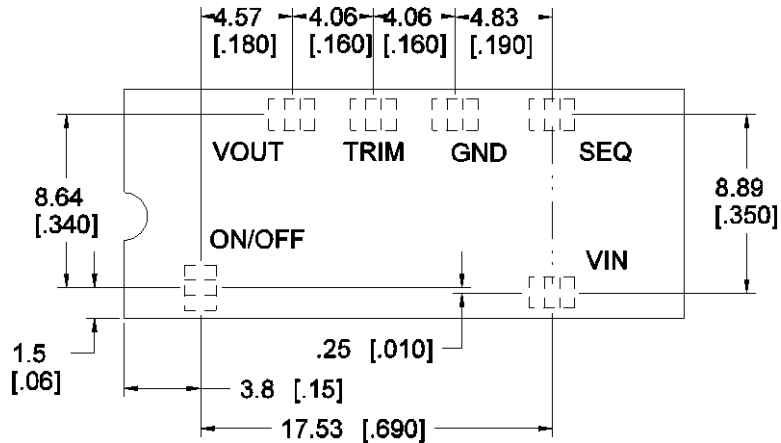 4.57 4.06 4.06 4.83
[.180] [.160] [.160] [.190]
VOUT TRIM GND SEQ
8.64
[.340]
8.89
[.350]
ON/OFF
VIN
1.5
[.06]
.25 [.010]
3.8 [.15]
17.53 [.690]